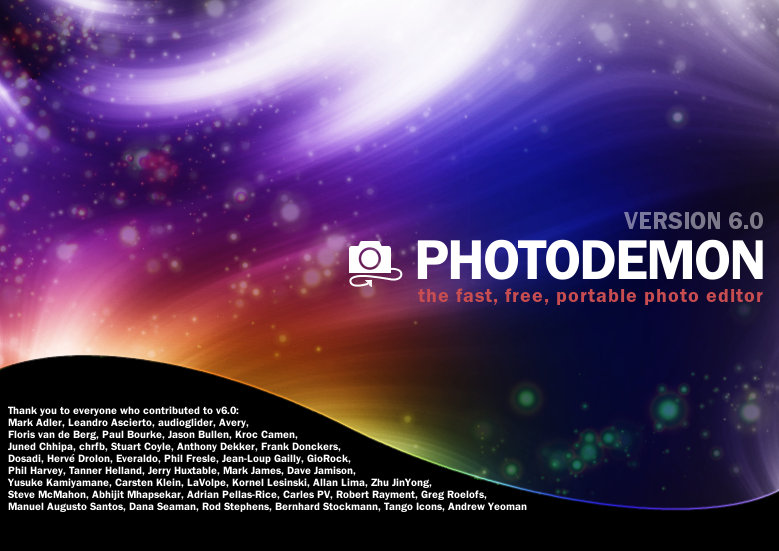 VERSION 6.0
PHOTODEMON
the fast, free, portable photo editor
Thank you to everyone who contributed to v6.0:
Mark Adler, Leandro Ascierto, audioglider, Avery,
Floris van de Berg, Paul Bourke, Jason Bullen, Kroc Camen,
Juned Chhipa, chrfb, Stuart Coyle, Anthony Dekker, Frank Donckers,
Dosadi, Hervé Drolon, Everaldo, Phil Fresle, Jean-Loup Gailly, GioRock,
Phil Harvey, Tanner Helland, Jerry Huxtable, Mark James, Dave Jamison,
Yusuke Kamiyamane, Carsten Klein, LaVolpe, Kornel Lesinski, Allan Lima, Zhu JinYong,
Steve McMahon, Abhijit Mhapsekar, Adrian Pellas-Rice, Carles PV, Robert Rayment, Greg Roelofs,
Manuel Augusto Santos, Dana Seaman, Rod Stephens, Bernhard Stockmann, Tango Icons, Andrew Yeoman